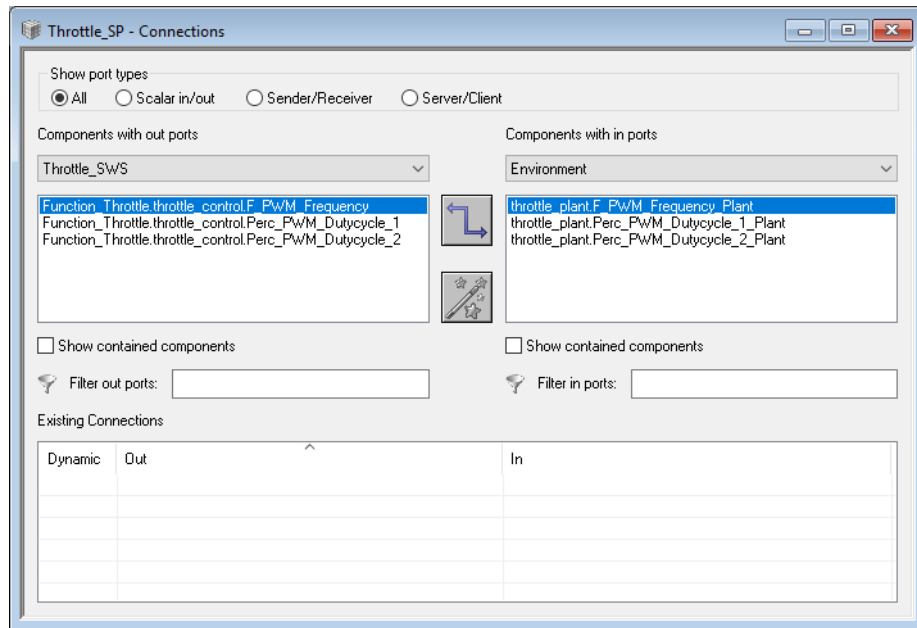 Throttle_SP - Connections
Show port types
All Scalar in/out Sender/Receiver Server/Client
Components with out ports Components with in ports
Throttle_SWS Environment
Function_Throttle.throttle_control.F_PWM_Frequency throttle_plant.F_PWM_Frequency_Plant
Function_Throttle.throttle_control.Perc_PWM_Dutycycle_1 throttle_plant.Perc_PWM_Dutycycle_1_Plant
Function_Throttle.throttle_control.Perc_PWM_Dutycycle_2 throttle_plant.Perc_PWM_Dutycycle_2_Plant
Show contained components Show contained components
Filter out ports: Filter in ports:
Existing Connections
Dynamic Out In